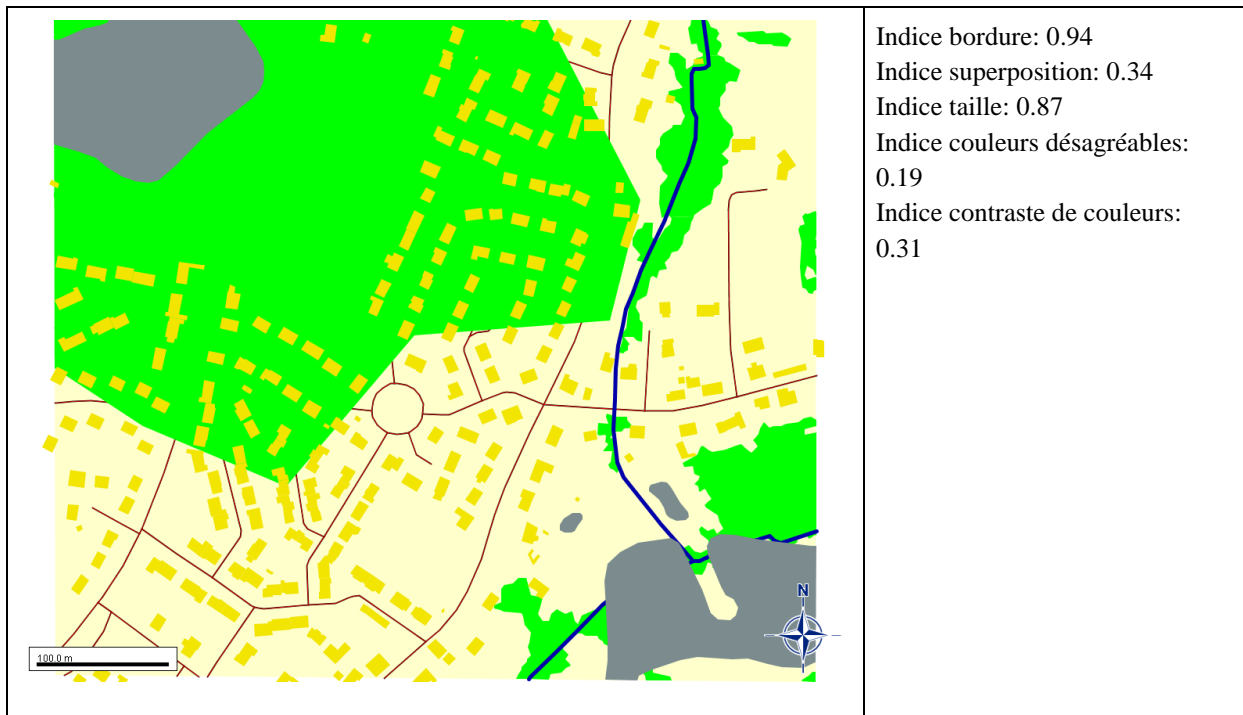 Indice bordure: 0.94
Indice superposition: 0.34
Indice taille: 0.87
Indice couleurs désagréables:
0.19
Indice contraste de couleurs:
0.31
N
100.0 m